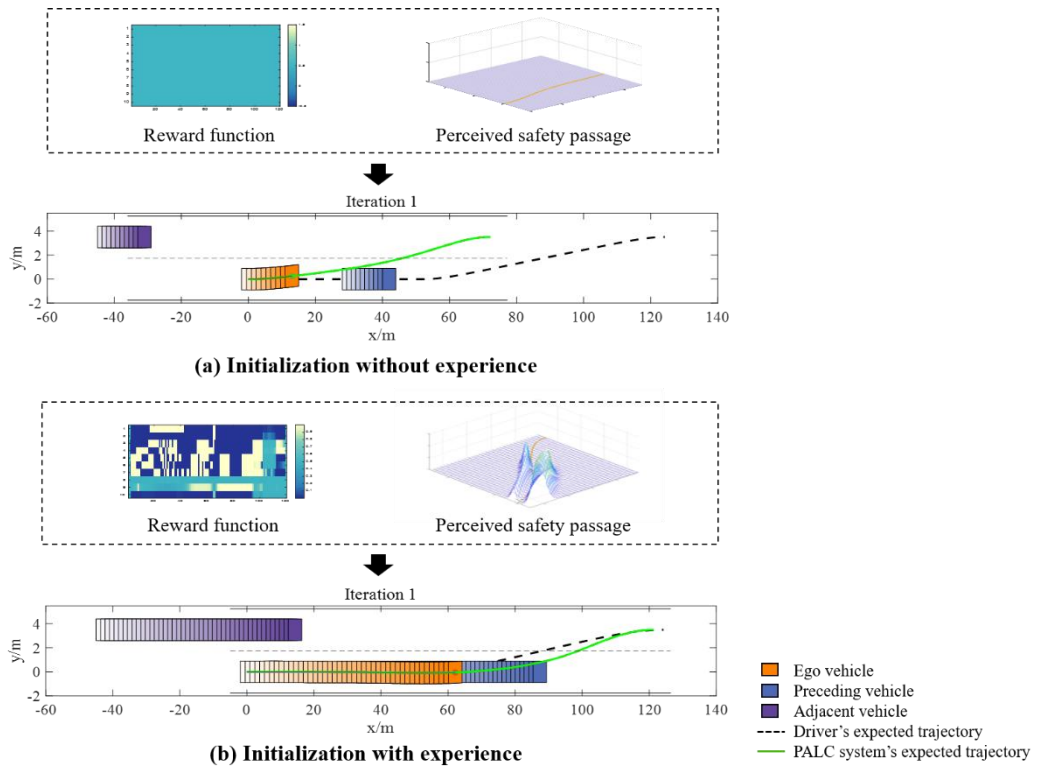 Reward function
Perceived safety passage
Iteration 1
y/m
4
2
0
-2
-60 -40 -20 0 20 40 60 80 100 120 140
x/m
(a) Initialization without experience
Reward function
Perceived safety passage
Iteration 1
y/m
4
2
0
-2
-60 -40 -20 0 20 40 60 80 100 120 140
x/m
(b) Initialization with experience
Ego vehicle
Preceding vehicle
Adjacent vehicle
Driver's expected trajectory
PALC system's expected trajectory